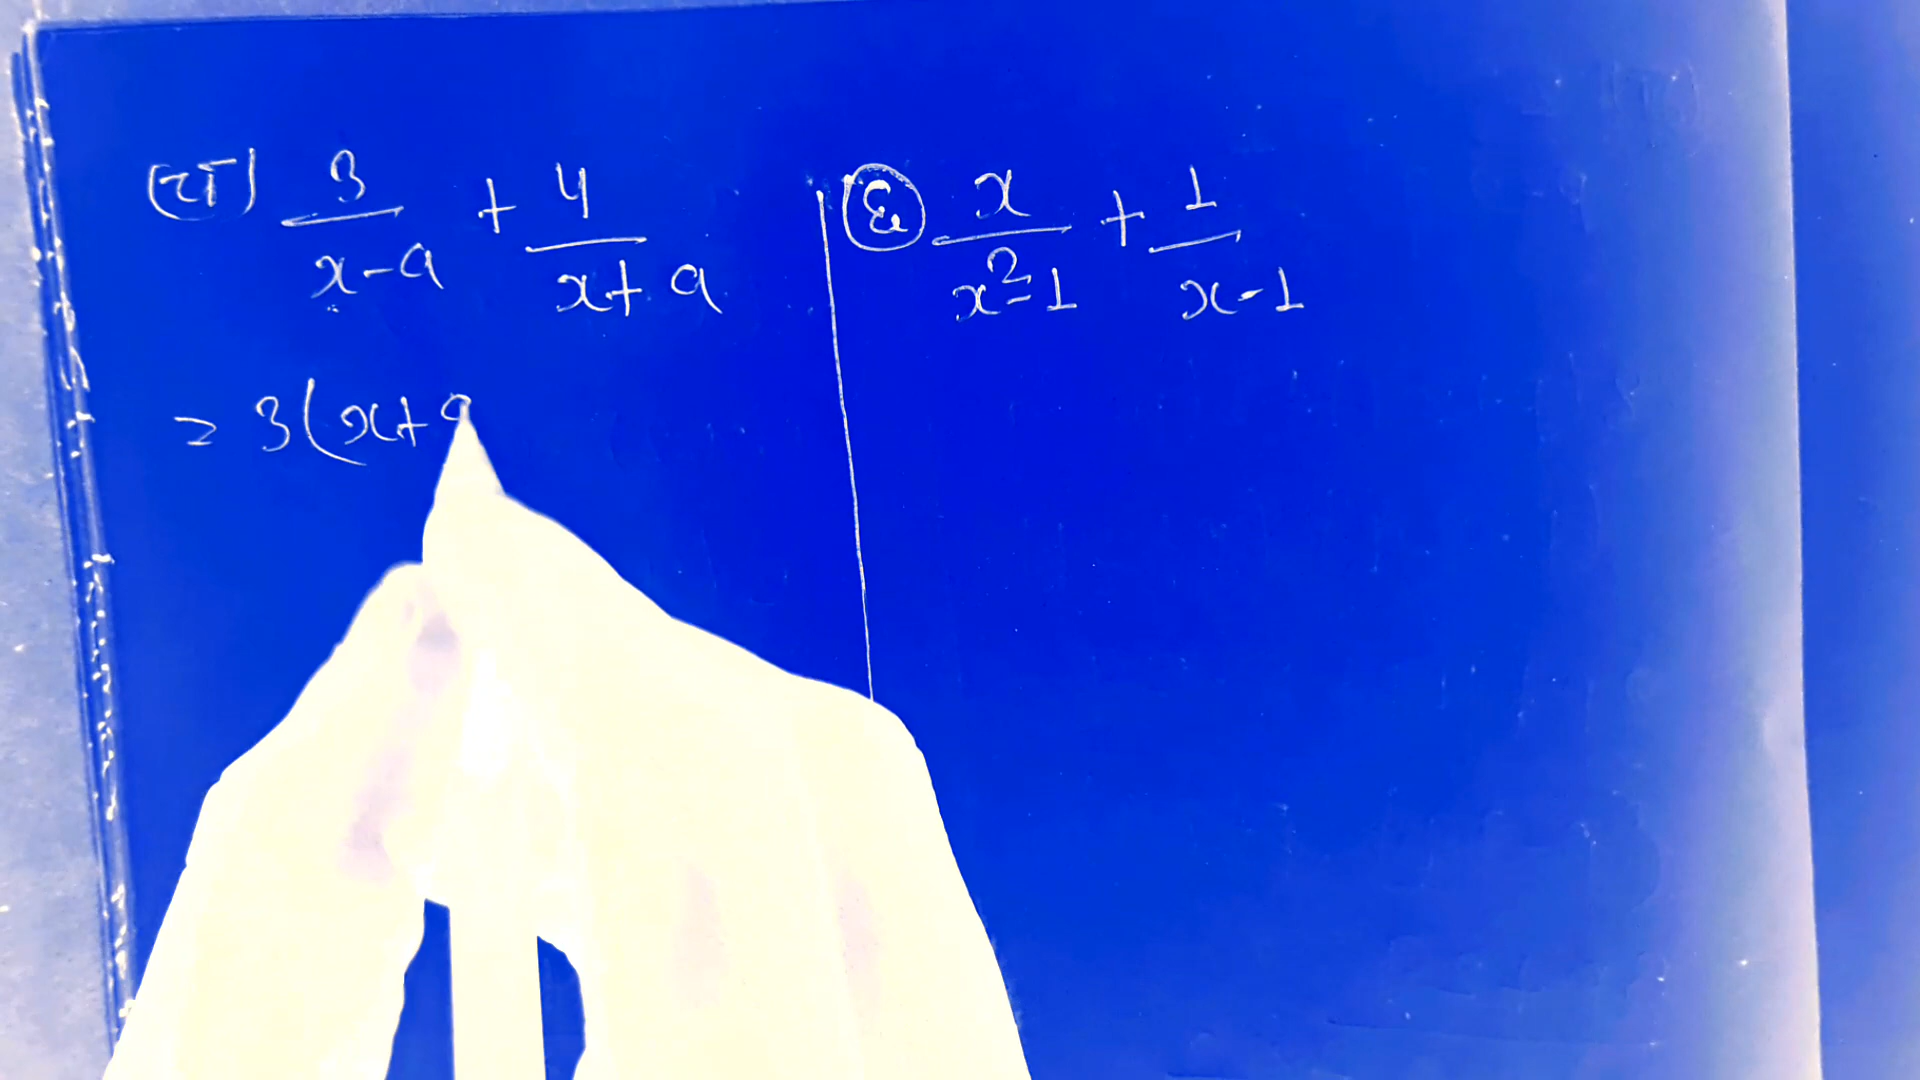 (य) 3/(x-a) + 4/(x+a)
= 3(x+a
x/(x²-1) + 1/(x-1)